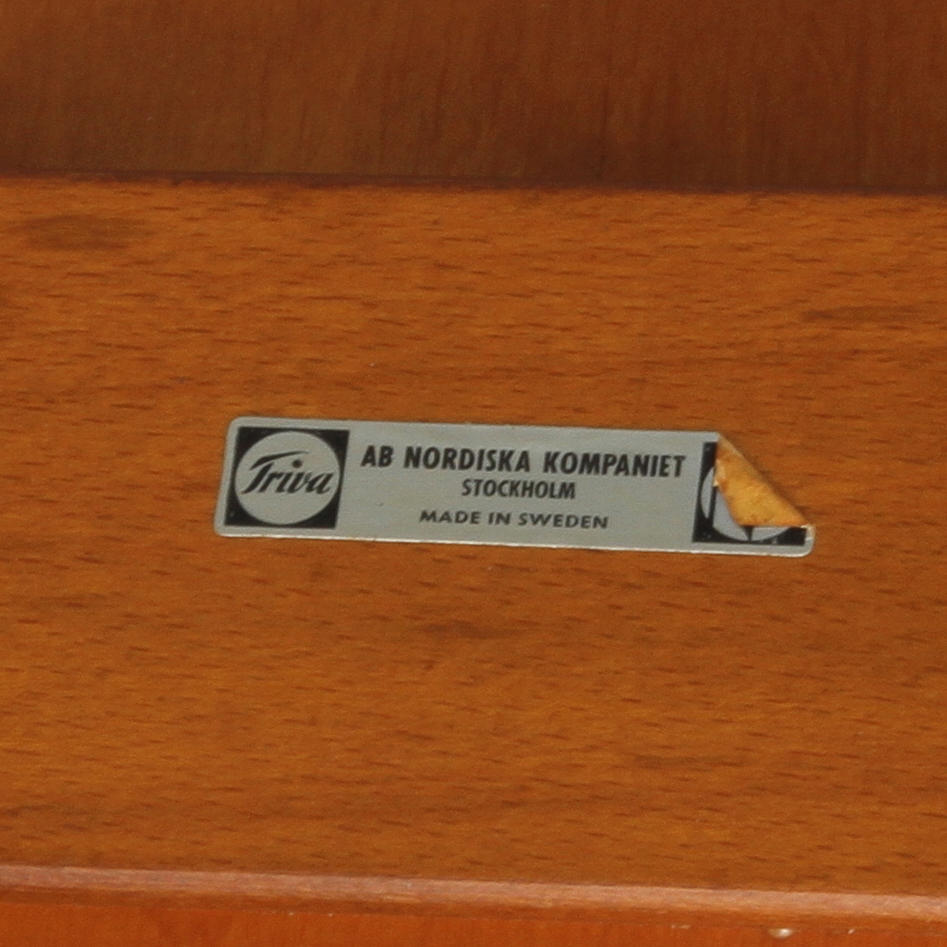 Triva
AB NORDISKA KOMPANIET
STOCKHOLM
MADE IN SWEDEN